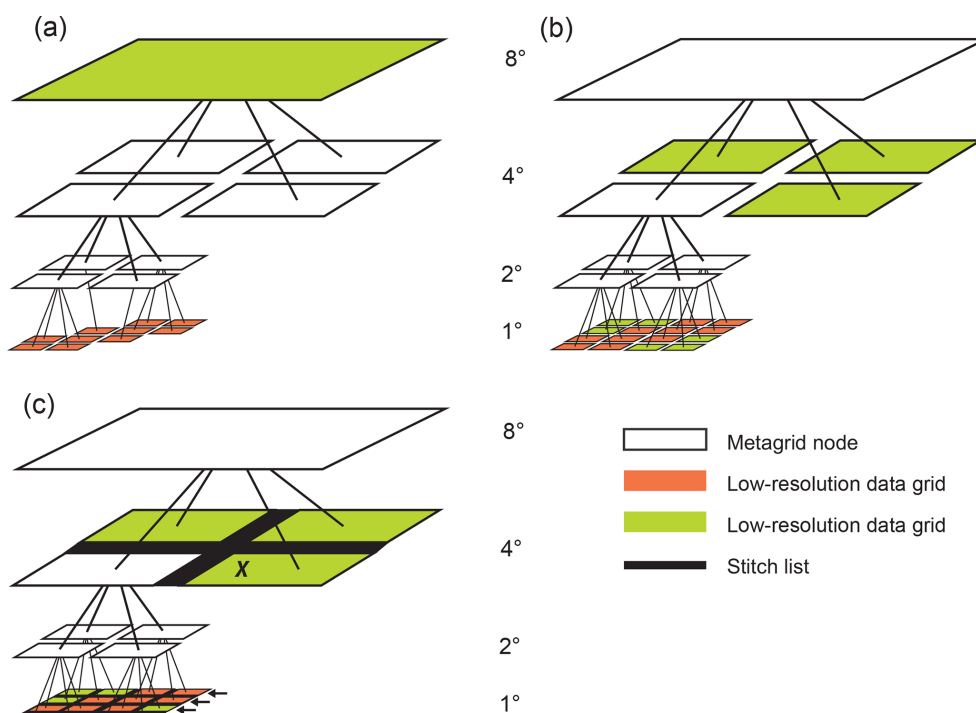 (a)
8°
(b)
4°
2°
1°
(c)
8°
Metagrid node
Low-resolution data grid
Low-resolution data grid
4°
X
Stitch list
2°
1°